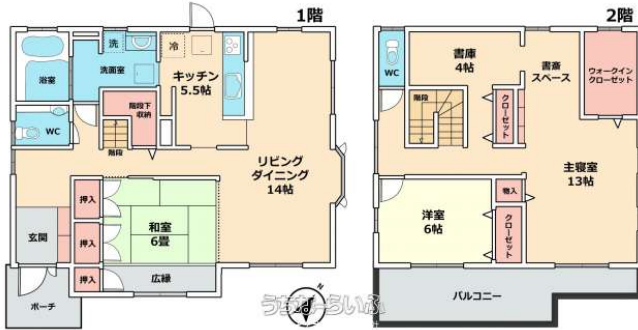 1階
浴室
洗
洗面室
冷
キッチン
5.5帖
WC
階段下
収納
階段
リビング
ダイニング
14帖
押入
押入
押入
和室
6畳
玄関
広縁
ポーチ
2階
WC
書庫
4帖
書斎
スペース
ウォークイン
クローゼット
階段
クローゼット
主寝室
13帖
物入
洋室
6帖
クローゼット
バルコニー
うちなーらいふ
N